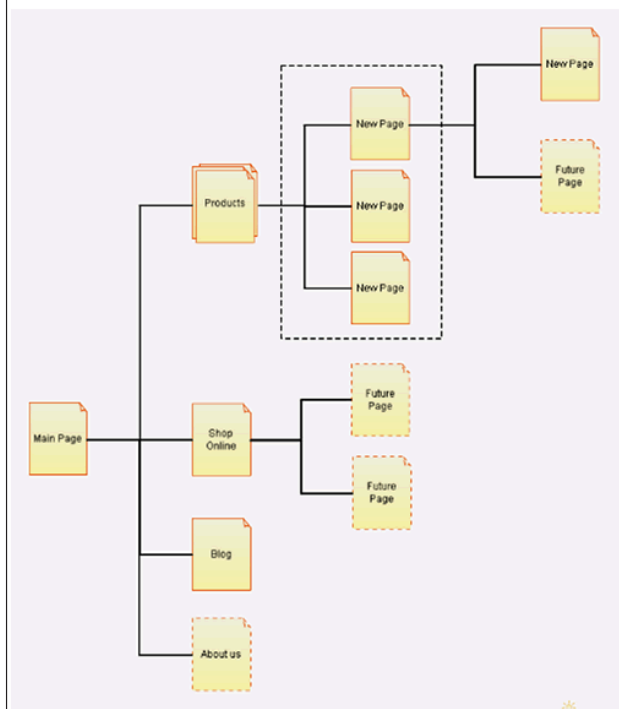 New Page
New Page
Future
Page
Products
New Page
New Page
Future
Page
Main Page
Shop
Online
Future
Page
Blog
About us